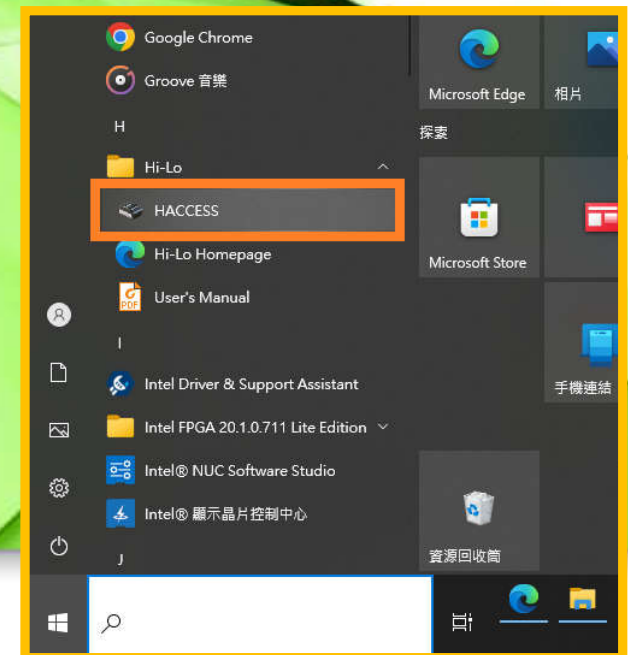 Google Chrome
Groove 音樂
H
Hi-Lo
HACCESS
Hi-Lo Homepage
User's Manual
PDF
I
Intel Driver & Support Assistant
Intel FPGA 20.1.0.711 Lite Edition
Intel® NUC Software Studio
Intel® 顯示晶片控制中心
J
Microsoft Edge
相片
探索
Microsoft Store
手機連結
資源回收筒